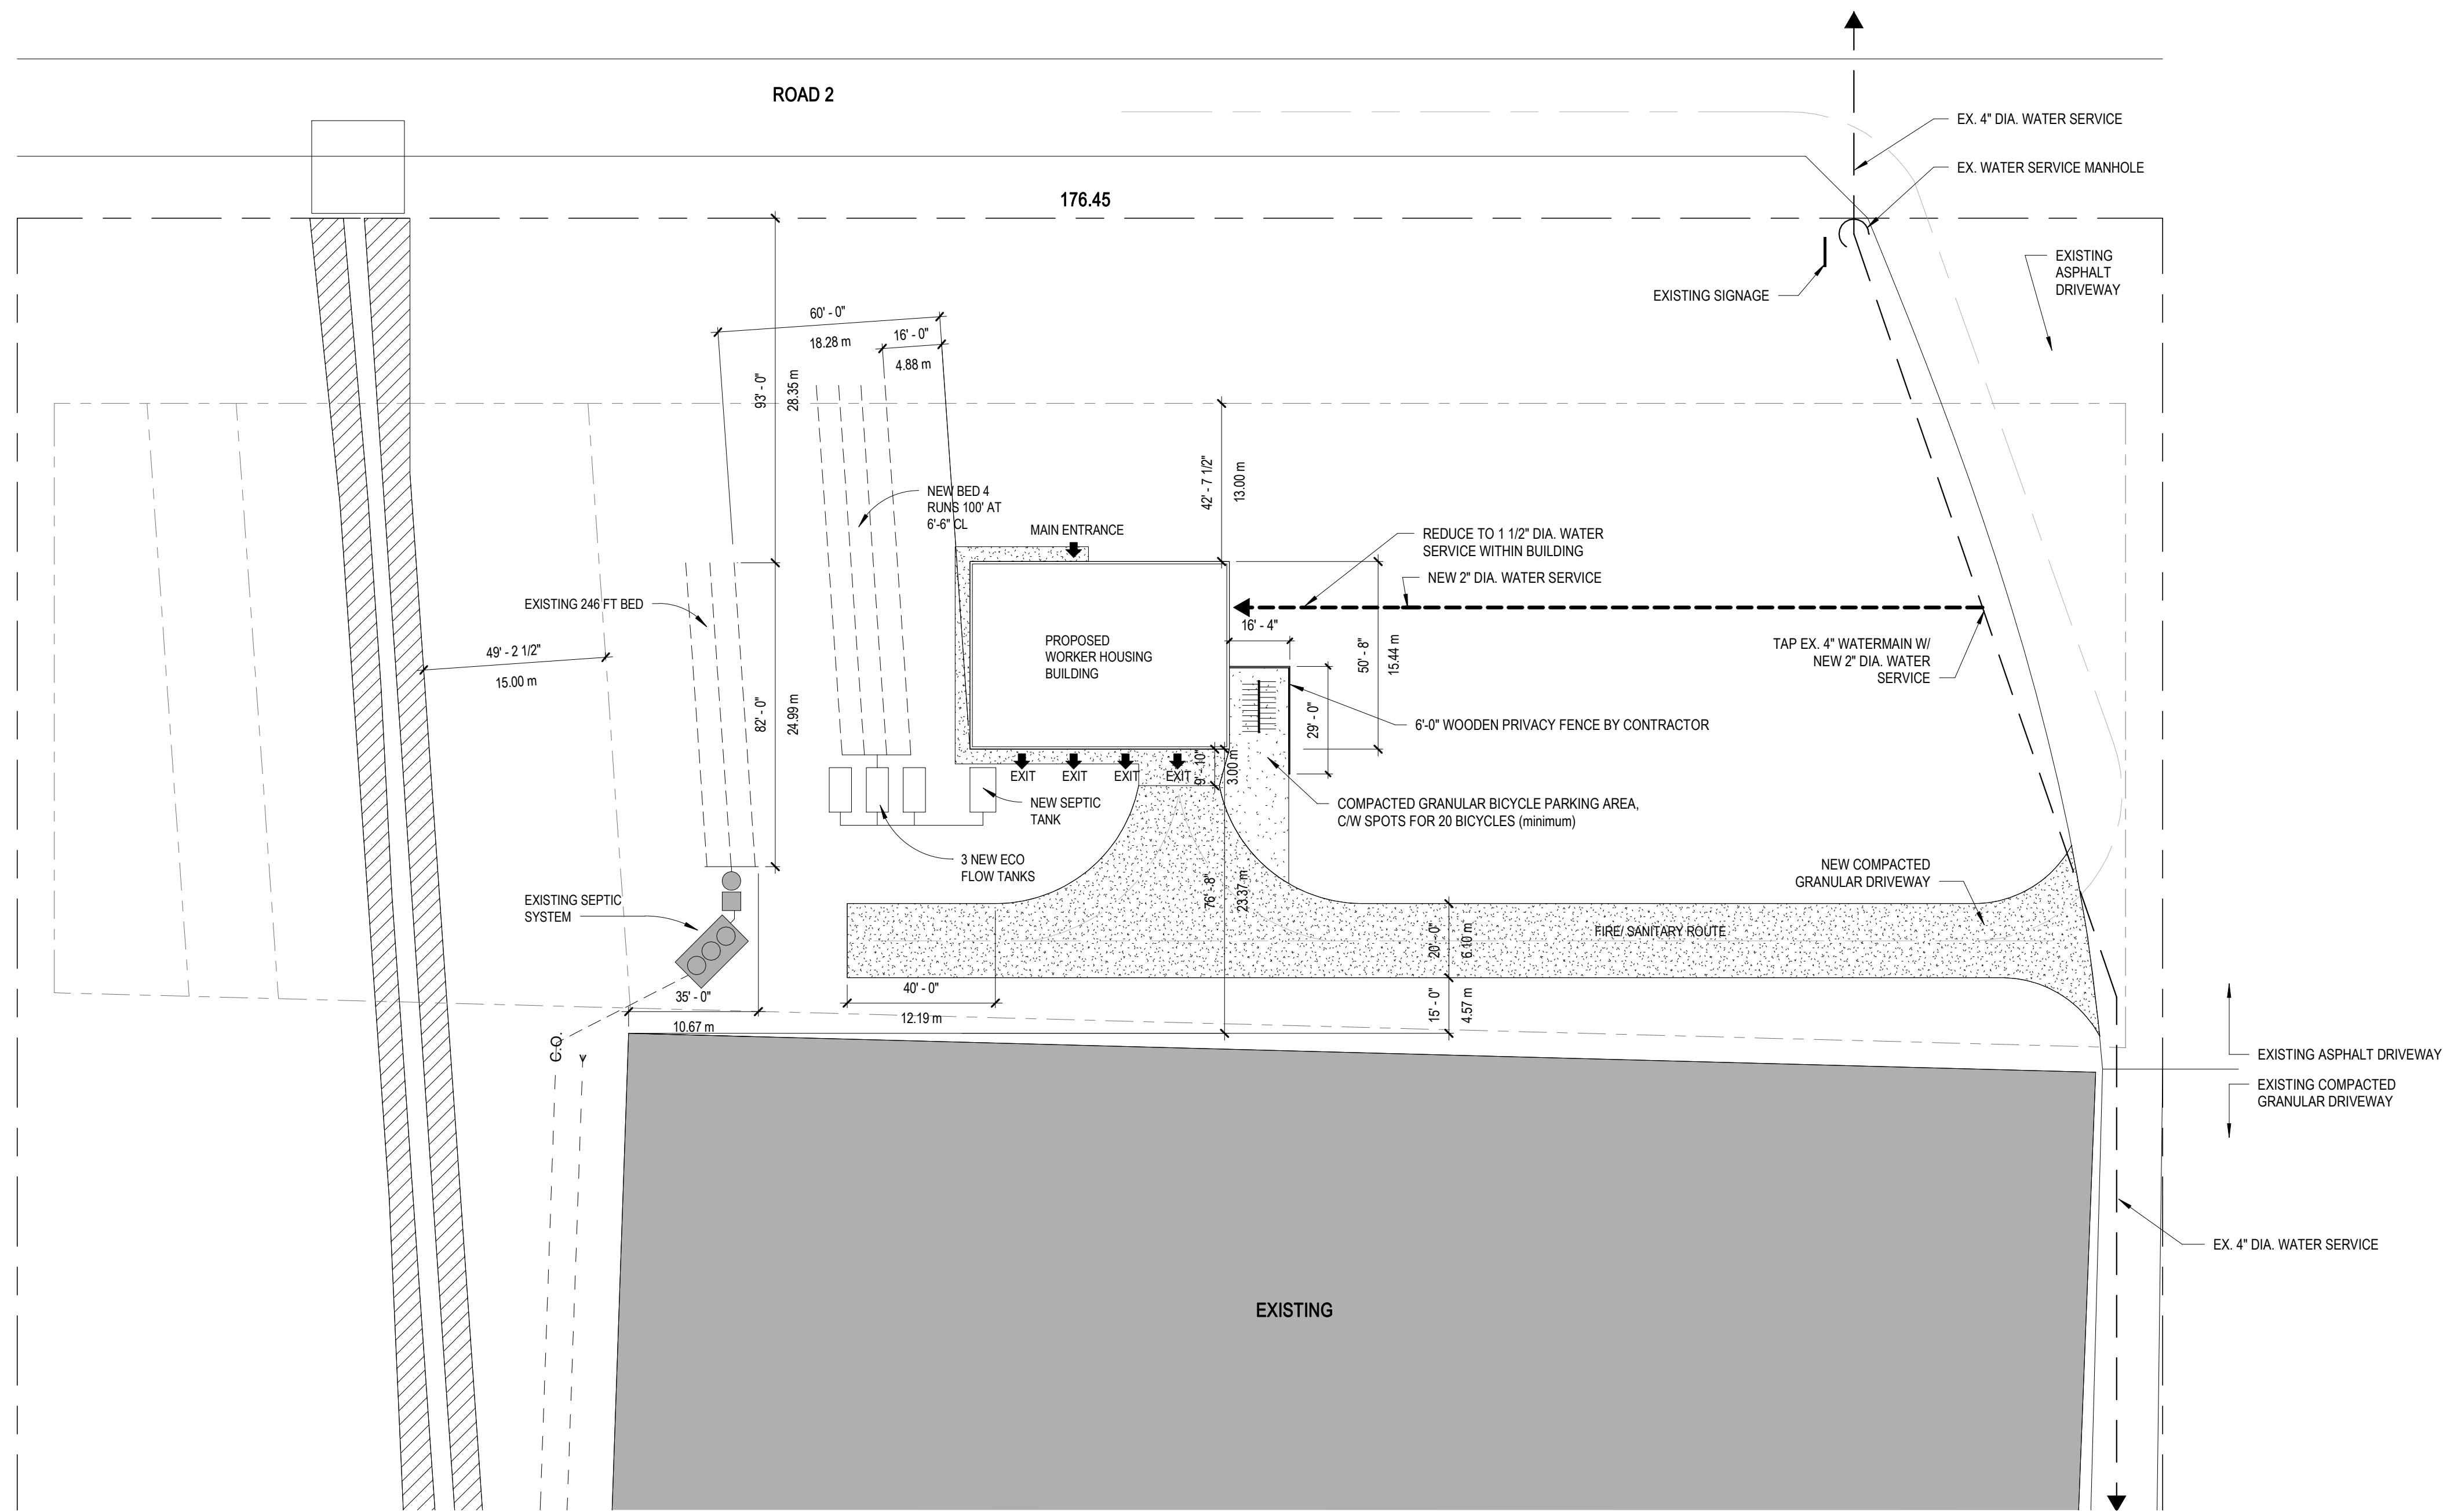 ROAD 2
EX. 4" DIA. WATER SERVICE
EX. WATER SERVICE MANHOLE
176.45
EXISTING
ASPHALT
DRIVEWAY
EXISTING SIGNAGE
60' - 0"
18.28 m
16' - 0"
4.88 m
93' - 0"
28.35 m
42' - 7 1/2"
13.00 m
NEW BED 4
RUNS 100' AT
6'-6" CL
MAIN ENTRANCE
REDUCE TO 1 1/2" DIA. WATER
SERVICE WITHIN BUILDING
NEW 2" DIA. WATER SERVICE
EXISTING 246 FT BED
16' - 4"
49' - 2 1/2"
15.00 m
PROPOSED
WORKER HOUSING
BUILDING
50' - 8"
15.44 m
TAP EX. 4" WATERMAIN W/
NEW 2" DIA. WATER
SERVICE
82' - 0"
24.99 m
29' - 0"
6'-0" WOODEN PRIVACY FENCE BY CONTRACTOR
EXIT
EXIT
EXIT
EXIT
9' - 10"
3.00 m
NEW SEPTIC
TANK
COMPACTED GRANULAR BICYCLE PARKING AREA,
C/W SPOTS FOR 20 BICYCLES (minimum)
3 NEW ECO
FLOW TANKS
NEW COMPACTED
GRANULAR DRIVEWAY
EXISTING SEPTIC
SYSTEM
76' - 8"
23.37 m
20' - 0"
6.10 m
FIRE/ SANITARY ROUTE
35' - 0"
10.67 m
40' - 0"
12.19 m
15' - 0"
4.57 m
C.O.
EXISTING ASPHALT DRIVEWAY
EXISTING COMPACTED
GRANULAR DRIVEWAY
EX. 4" DIA. WATER SERVICE
EXISTING